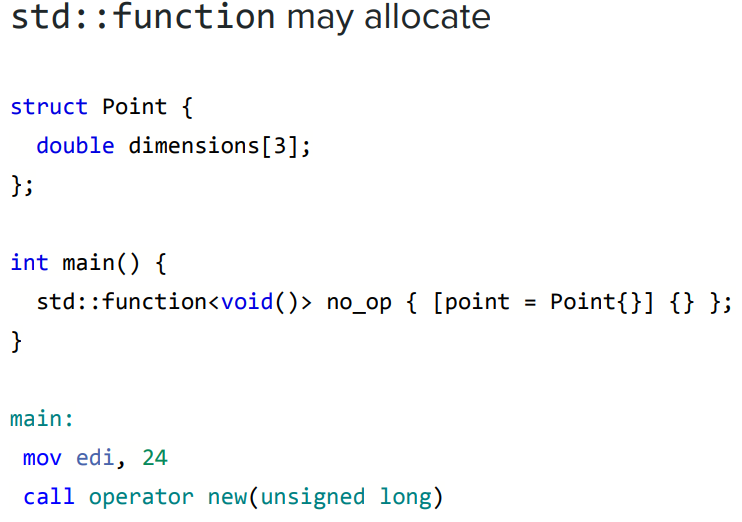 std::function may allocate
struct Point {
  double dimensions[3];
};
int main() {
  std::function<void()> no_op { [point = Point{}] {} };
}
main:
 mov edi, 24
 call operator new(unsigned long)